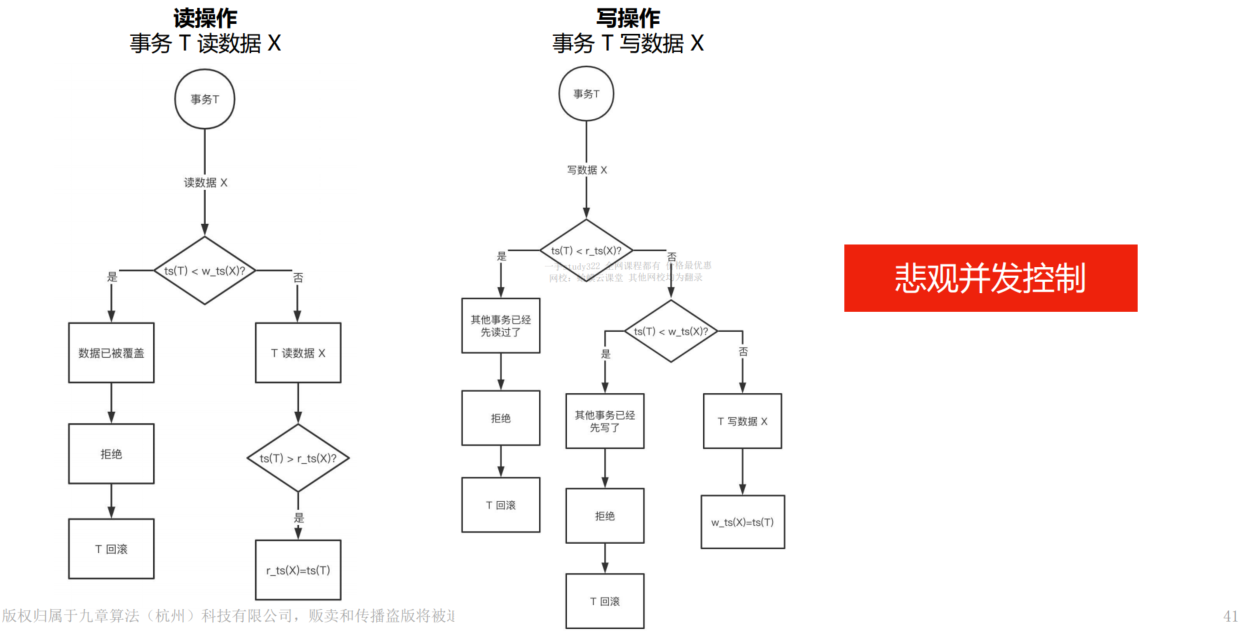 读操作
事务 T 读数据 X
事务T
读数据 X
ts(T) < w_ts(X)?
是
否
数据已被覆盖
T 读数据 X
拒绝
ts(T) > r_ts(X)?
T 回滚
是
r_ts(X)=ts(T)
写操作
事务 T 写数据 X
事务T
写数据 X
ts(T) < r_ts(X)?
是
否
其他事务已经
先读过了
ts(T) < w_ts(X)?
是
否
拒绝
其他事务已经
先写了
T 写数据 X
T 回滚
拒绝
w_ts(X)=ts(T)
T 回滚
悲观并发控制
版权归属于九章算法（杭州）科技有限公司，贩卖和传播盗版将被
41